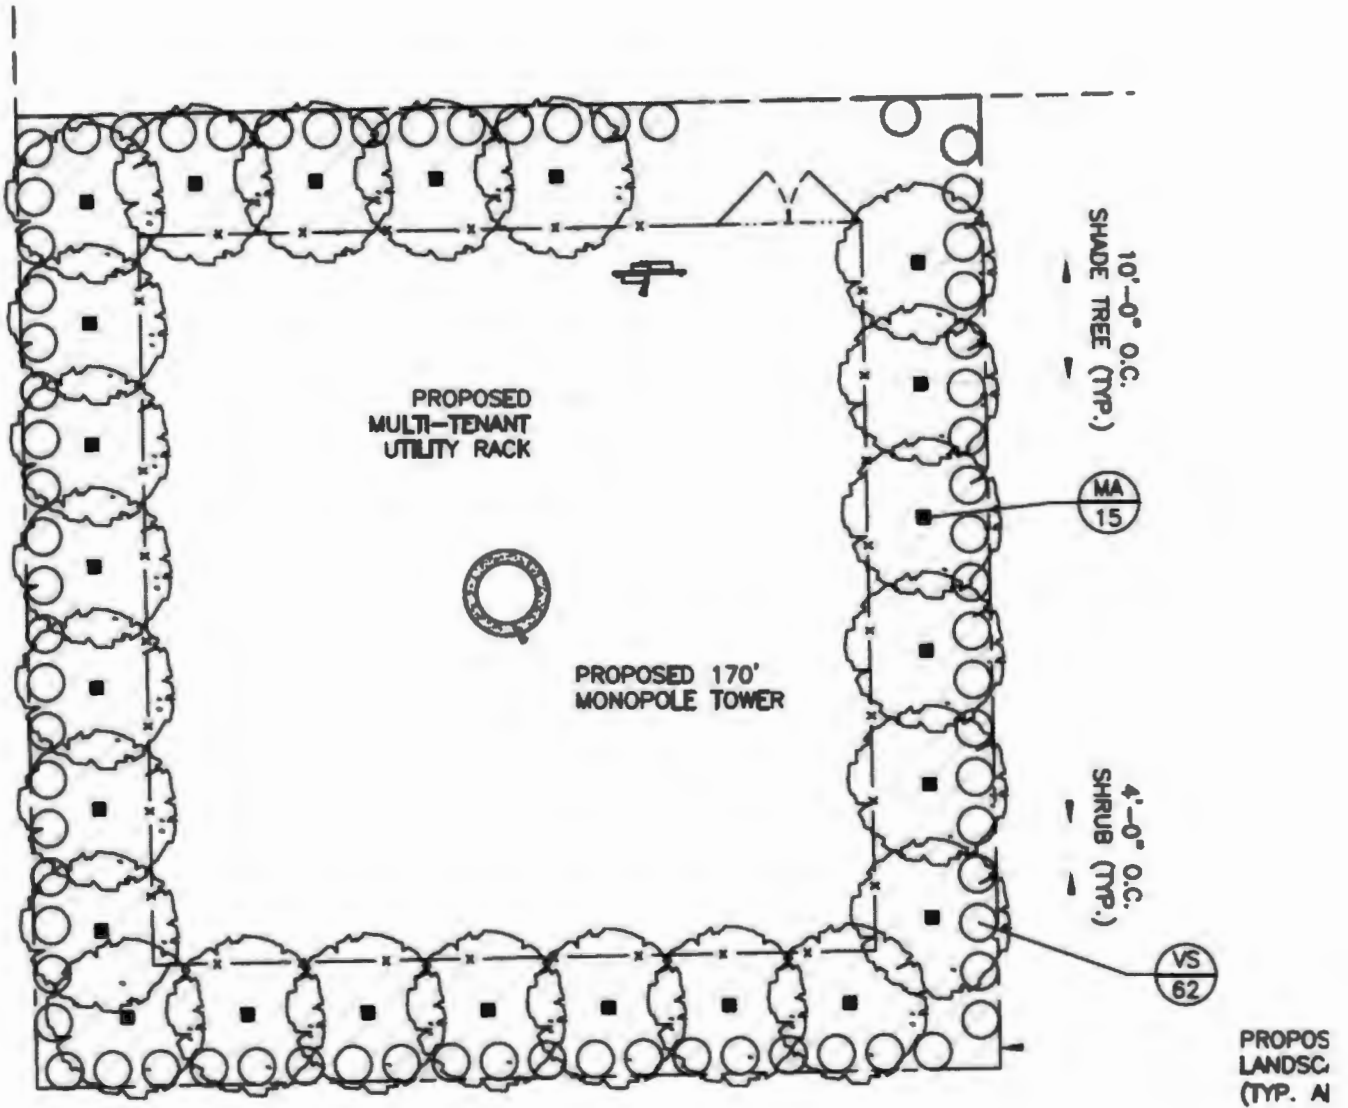 10'-0" O.C.
SHADE TREE (TYP.)
PROPOSED
MULTI-TENANT
UTILITY RACK
MA
15
PROPOSED 170'
MONOPOLE TOWER
4'-0" O.C.
SHRUB (TYP.)
VS
62
PROPOS
LANDSC
(TYP.